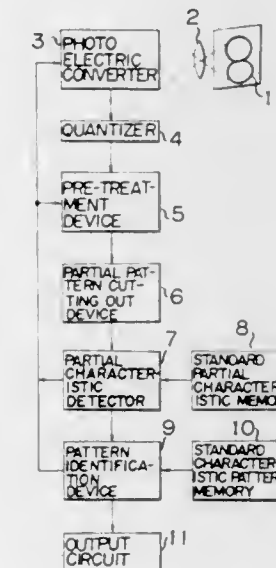 3
PHOTO
ELECTRIC
CONVERTER
2
1
QUANTIZER
4
PRE-TREAT-
MENT
DEVICE
5
PARTIAL PAT-
TERN CUT-
TING OUT
DEVICE
6
7
PARTIAL
CHARACTER-
ISTIC
DETECTOR
8
STANDARD
PARTIAL
CHARACTER
ISTIC MEMO
9
PATTERN
IDENTIFICA-
TION
DEVICE
10
STANDARD
CHARACTER
ISTIC PATTER
MEMORY
OUTPUT
CIRCUIT
11